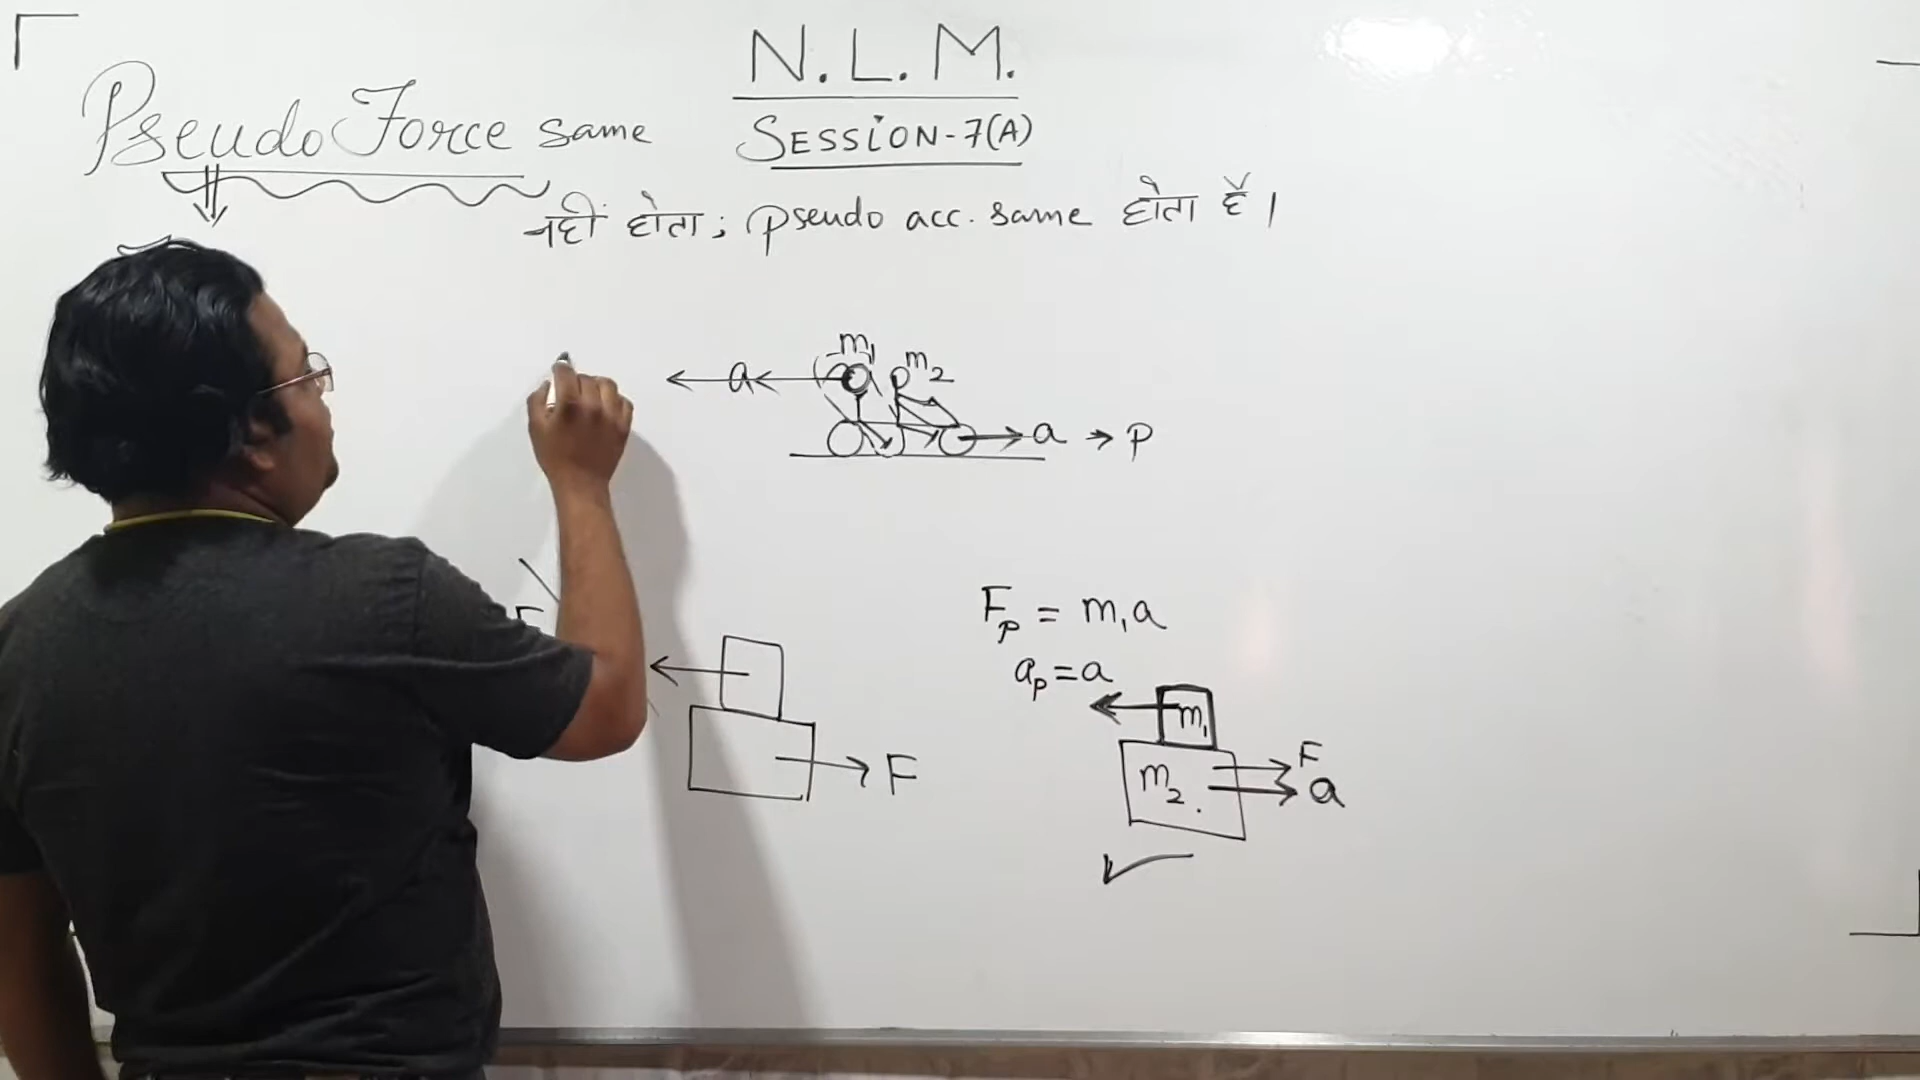 N.L.M.
SESSION-7(A)
Pseudo Force same
नहीं होता; pseudo acc. same होता है।
m₁
m₂
a
a → P
Fₚ = m₁a
aₚ = a
m₁
F
m₂
a
F
F